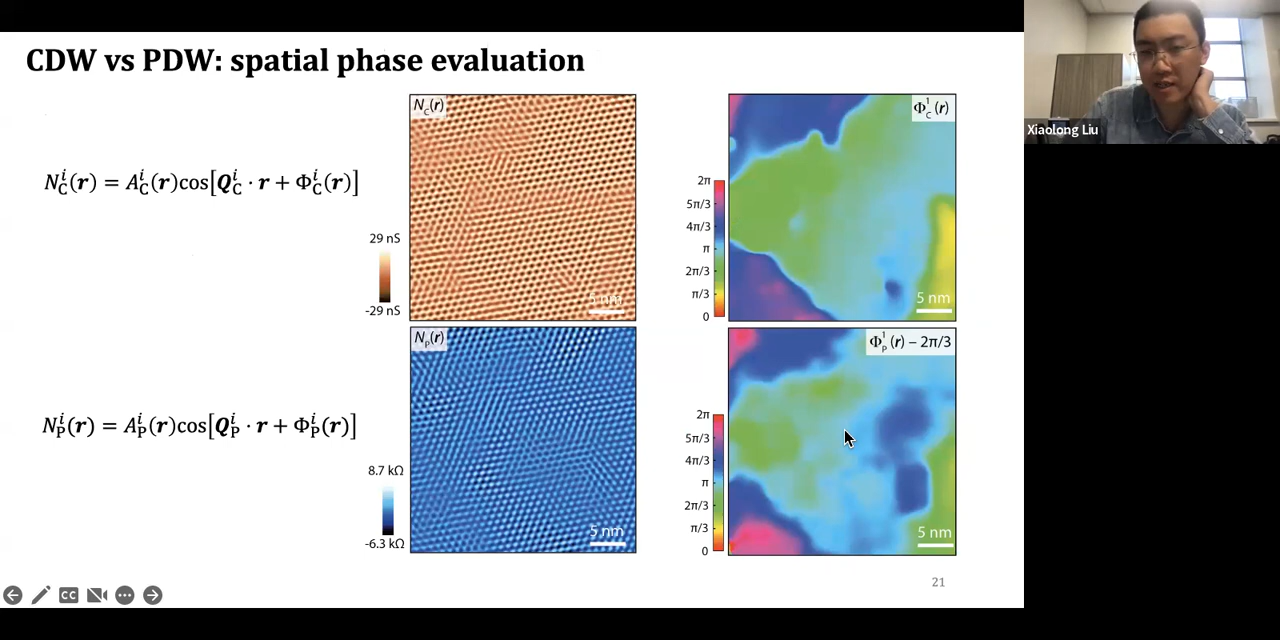 CDW vs PDW: spatial phase evaluation
N_C(r)
Φ_C^1(r)
Xiaolong Liu
N_C^i(r) = A_C^i(r)cos[Q_C^i · r + Φ_C^i(r)]
29 nS
-29 nS
5 nm
2π
5π/3
4π/3
π
2π/3
π/3
0
5 nm
N_p(r)
Φ_p^1(r) − 2π/3
N_P^i(r) = A_P^i(r)cos[Q_P^i · r + Φ_P^i(r)]
8.7 kΩ
-6.3 kΩ
5 nm
2π
5π/3
4π/3
π
2π/3
π/3
0
5 nm
21
CC